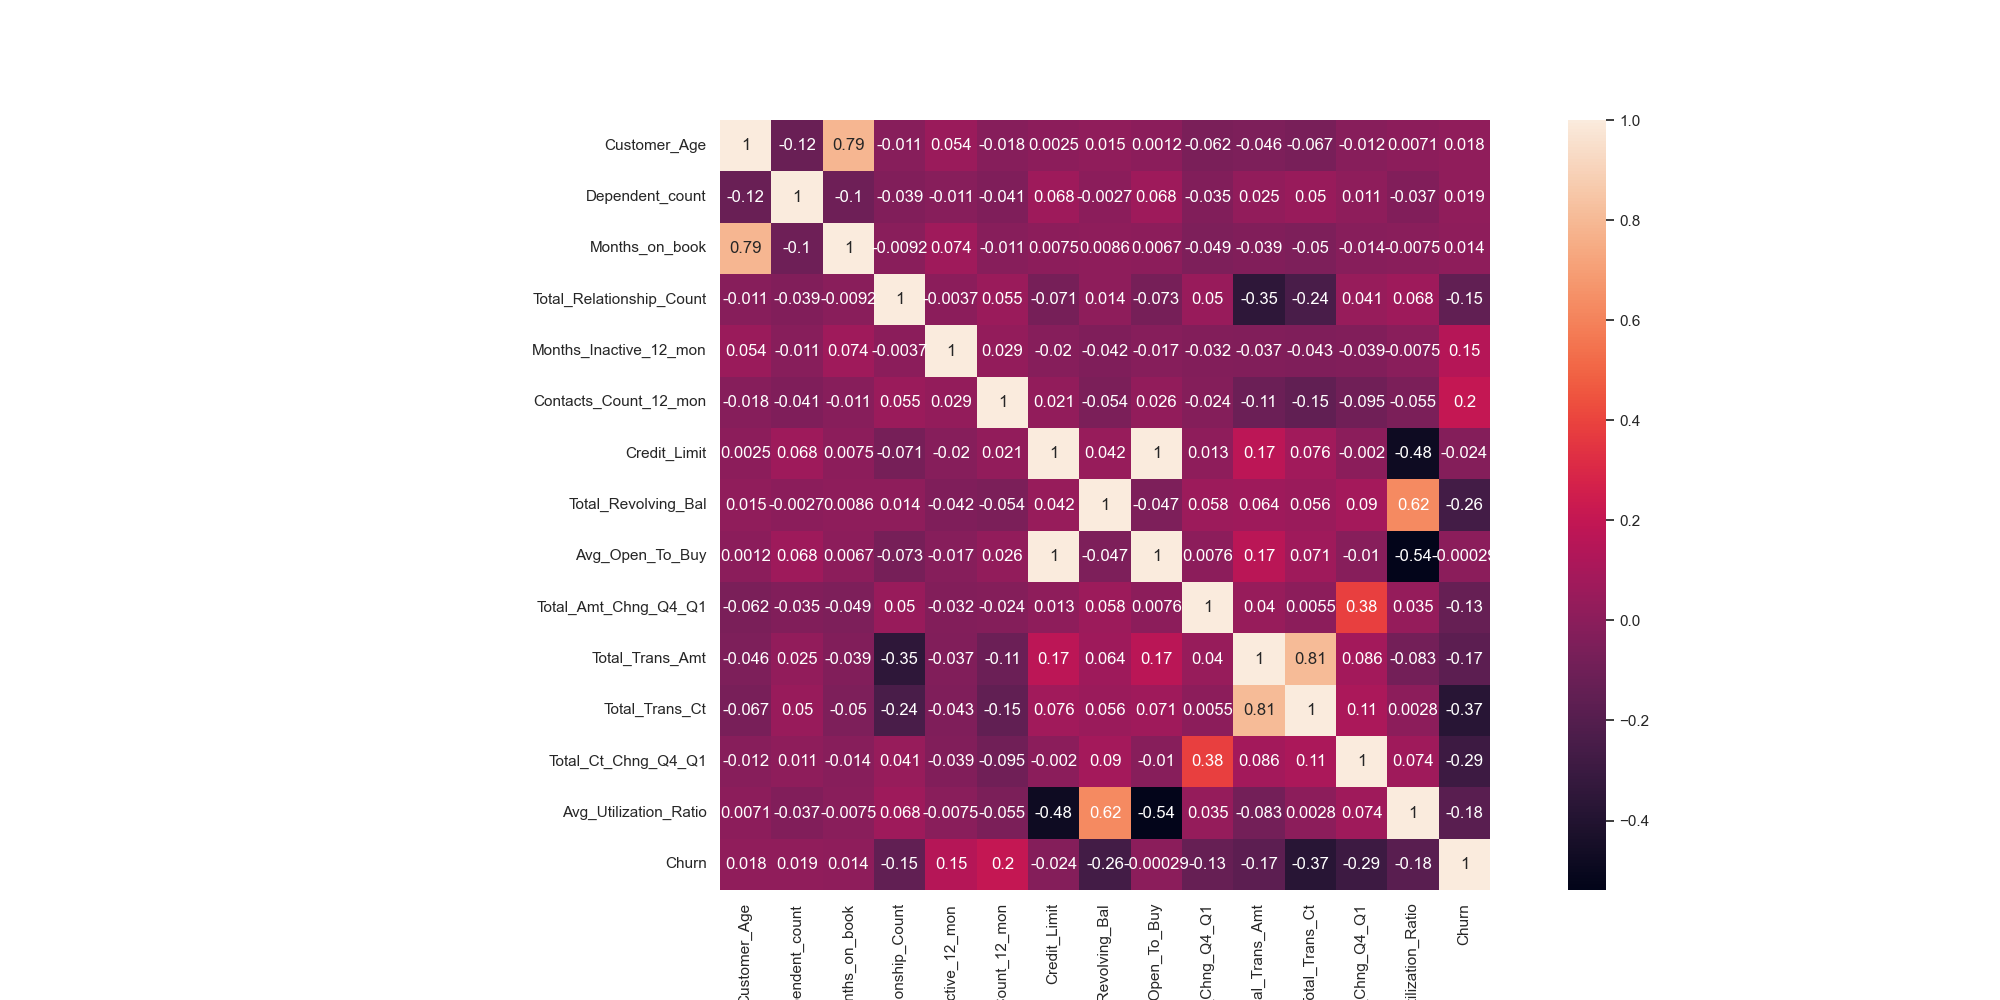 1.0
Customer_Age 1 -0.12 0.79 -0.011 0.054 -0.018 0.0025 0.015 0.0012 -0.062 -0.046 -0.067 -0.012 0.0071 0.018
Dependent_count -0.12 1 -0.1 -0.039 -0.011 -0.041 0.068 -0.0027 0.068 -0.035 0.025 0.05 0.011 -0.037 0.019
0.8
Months_on_book 0.79 -0.1 1 -0.0092 0.074 -0.011 0.0075 0.0086 0.0067 -0.049 -0.039 -0.05 -0.014 -0.0075 0.014
Total_Relationship_Count -0.011 -0.039 -0.0092 1 -0.0037 0.055 -0.071 0.014 -0.073 0.05 -0.35 -0.24 0.041 0.068 -0.15
0.6
Months_Inactive_12_mon 0.054 -0.011 0.074 -0.0037 1 0.029 -0.02 -0.042 -0.017 -0.032 -0.037 -0.043 -0.039 -0.0075 0.15
Contacts_Count_12_mon -0.018 -0.041 -0.011 0.055 0.029 1 0.021 -0.054 0.026 -0.024 -0.11 -0.15 -0.095 -0.055 0.2
0.4
Credit_Limit 0.0025 0.068 0.0075 -0.071 -0.02 0.021 1 0.042 1 0.013 0.17 0.076 -0.002 -0.48 -0.024
Total_Revolving_Bal 0.015 -0.0027 0.0086 0.014 -0.042 -0.054 0.042 1 -0.047 0.058 0.064 0.056 0.09 0.62 -0.26
0.2
Avg_Open_To_Buy 0.0012 0.068 0.0067 -0.073 -0.017 0.026 1 -0.047 1 0.0076 0.17 0.071 -0.01 -0.54 -0.00029
Total_Amt_Chng_Q4_Q1 -0.062 -0.035 -0.049 0.05 -0.032 -0.024 0.013 0.058 0.0076 1 0.04 0.0055 0.38 0.035 -0.13
0.0
Total_Trans_Amt -0.046 0.025 -0.039 -0.35 -0.037 -0.11 0.17 0.064 0.17 0.04 1 0.81 0.086 -0.083 -0.17
Total_Trans_Ct -0.067 0.05 -0.05 -0.24 -0.043 -0.15 0.076 0.056 0.071 0.0055 0.81 1 0.11 0.0028 -0.37
−0.2
Total_Ct_Chng_Q4_Q1 -0.012 0.011 -0.014 0.041 -0.039 -0.095 -0.002 0.09 -0.01 0.38 0.086 0.11 1 0.074 -0.29
Avg_Utilization_Ratio 0.0071 -0.037 -0.0075 0.068 -0.0075 -0.055 -0.48 0.62 -0.54 0.035 -0.083 0.0028 0.074 1 -0.18
−0.4
Churn 0.018 0.019 0.014 -0.15 0.15 0.2 -0.024 -0.26 -0.00029 -0.13 -0.17 -0.37 -0.29 -0.18 1
Customer_Age
endent_count
nths_on_book
onship_Count
ctive_12_mon
Count_12_mon
Credit_Limit
Revolving_Bal
Open_To_Buy
Chng_Q4_Q1
al_Trans_Amt
Total_Trans_Ct
Chng_Q4_Q1
ilization_Ratio
Churn